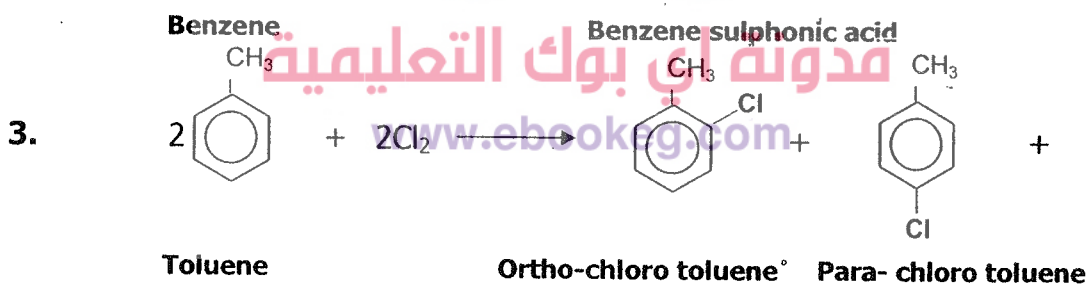 Benzene Benzene sulphonic acid
مدونة اي بوك التعليمية
CH₃ CH₃ CH₃
Cl
3. 2 + 2Cl₂ + +
www.ebookeg.com
Cl
Toluene Ortho-chloro toluene° Para- chloro toluene